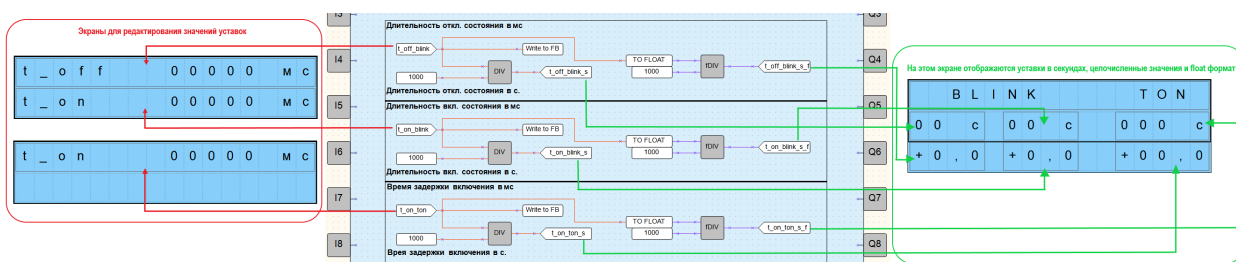 Экраны для редактирования значений уставок
t _ o f f 0 0 0 0 0 м с
t _ o n 0 0 0 0 0 м с
t _ o n 0 0 0 0 0 м с
I4
I5
I6
I7
I8
Длительность откл. состояния в мс
t_off_blink
Write to FB
1000
DIV
t_off_blink_s
TO FLOAT
1000
fDIV
t_off_blink_s_f
Длительность откл. состояния в с.
Длительность вкл. состояния в мс
t_on_blink
Write to FB
1000
DIV
t_on_blink_s
TO FLOAT
1000
fDIV
t_on_blink_s_f
Длительность вкл. состояния в с.
Время задержки включения в мс
t_on_ton
Write to FB
1000
DIV
t_on_ton_s
TO FLOAT
1000
fDIV
t_on_ton_s_f
Врея задержки включения в с.
Q4
Q5
Q6
Q7
Q8
На этом экране отображаются уставки в секундах, целочисленные значения и float формат
B L I N K T O N
0 0 с 0 0 с 0 0 0 с
+ 0 , 0 + 0 , 0 + 0 0 , 0